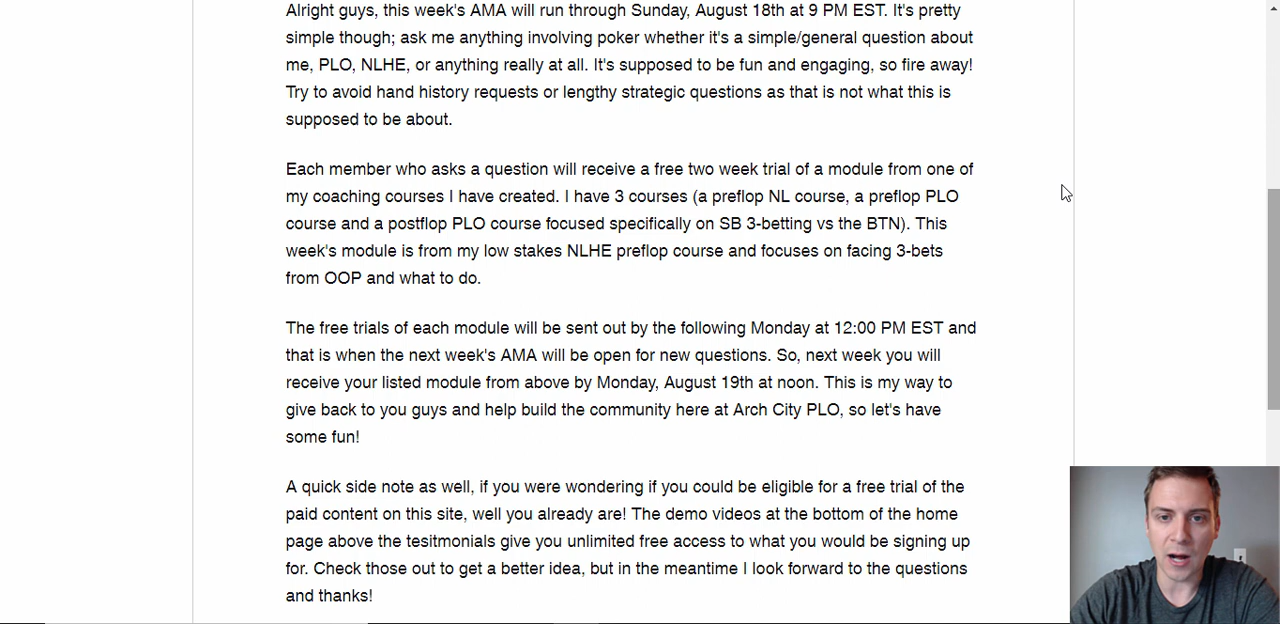 Alright guys, this week's AMA will run through Sunday, August 18th at 9 PM EST. It's pretty
simple though; ask me anything involving poker whether it's a simple/general question about
me, PLO, NLHE, or anything really at all. It's supposed to be fun and engaging, so fire away!
Try to avoid hand history requests or lengthy strategic questions as that is not what this is
supposed to be about.
Each member who asks a question will receive a free two week trial of a module from one of
my coaching courses I have created. I have 3 courses (a preflop NL course, a preflop PLO
course and a postflop PLO course focused specifically on SB 3-betting vs the BTN). This
week's module is from my low stakes NLHE preflop course and focuses on facing 3-bets
from OOP and what to do.
The free trials of each module will be sent out by the following Monday at 12:00 PM EST and
that is when the next week's AMA will be open for new questions. So, next week you will
receive your listed module from above by Monday, August 19th at noon. This is my way to
give back to you guys and help build the community here at Arch City PLO, so let's have
some fun!
A quick side note as well, if you were wondering if you could be eligible for a free trial of the
paid content on this site, well you already are! The demo videos at the bottom of the home
page above the tesitmonials give you unlimited free access to what you would be signing up
for. Check those out to get a better idea, but in the meantime I look forward to the questions
and thanks!